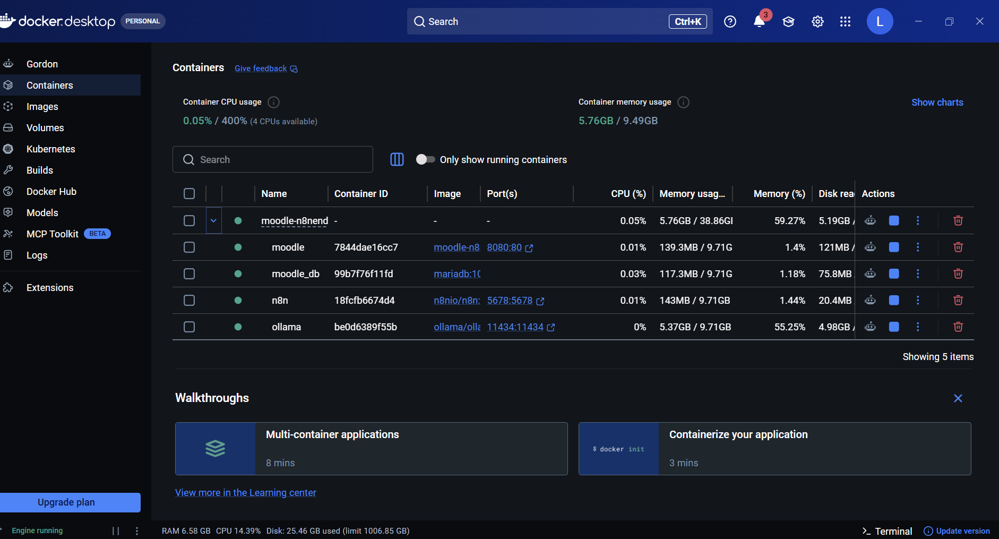 docker.desktop PERSONAL Search Ctrl+K 3 L
Gordon
Containers
Images
Volumes
Kubernetes
Builds
Docker Hub
Models
MCP Toolkit BETA
Logs
Extensions
Upgrade plan
Containers Give feedback
Container CPU usage
0.05% / 400% (4 CPUs available)
Container memory usage
5.76GB / 9.49GB
Show charts
Search
Only show running containers
Name Container ID Image Port(s) CPU (%) Memory usag... Memory (%) Disk rea Actions
moodle-n8nend - - - 0.05% 5.76GB / 38.86GI 59.27% 5.19GB /
moodle 7844dae16cc7 moodle-n8 8080:80 0.01% 139.3MB / 9.71G 1.4% 121MB /
moodle_db 99b7f76f11fd mariadb:10 0.03% 117.3MB / 9.71G 1.18% 75.8MB
n8n 18fcfb6674d4 n8nio/n8n: 5678:5678 0.01% 143MB / 9.71GB 1.44% 20.4MB
ollama be0d6389f55b ollama/olla 11434:11434 0% 5.37GB / 9.71GB 55.25% 4.98GB /
Showing 5 items
Walkthroughs
Multi-container applications
8 mins
$ docker init
Containerize your application
3 mins
View more in the Learning center
Engine running RAM 6.58 GB CPU 14.39% Disk: 25.46 GB used (limit 1006.85 GB) >_ Terminal Update version